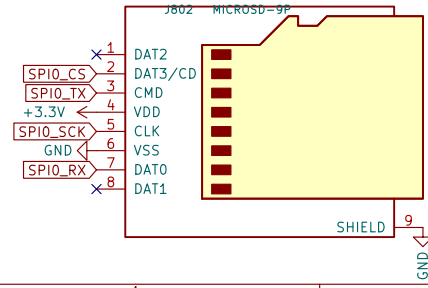 J802 MICROSD-9P
1 DAT2
SPI0_CS 2 DAT3/CD
SPI0_TX 3 CMD
+3.3V 4 VDD
SPI0_SCK 5 CLK
GND 6 VSS
SPI0_RX 7 DAT0
8 DAT1
SHIELD 9
GND